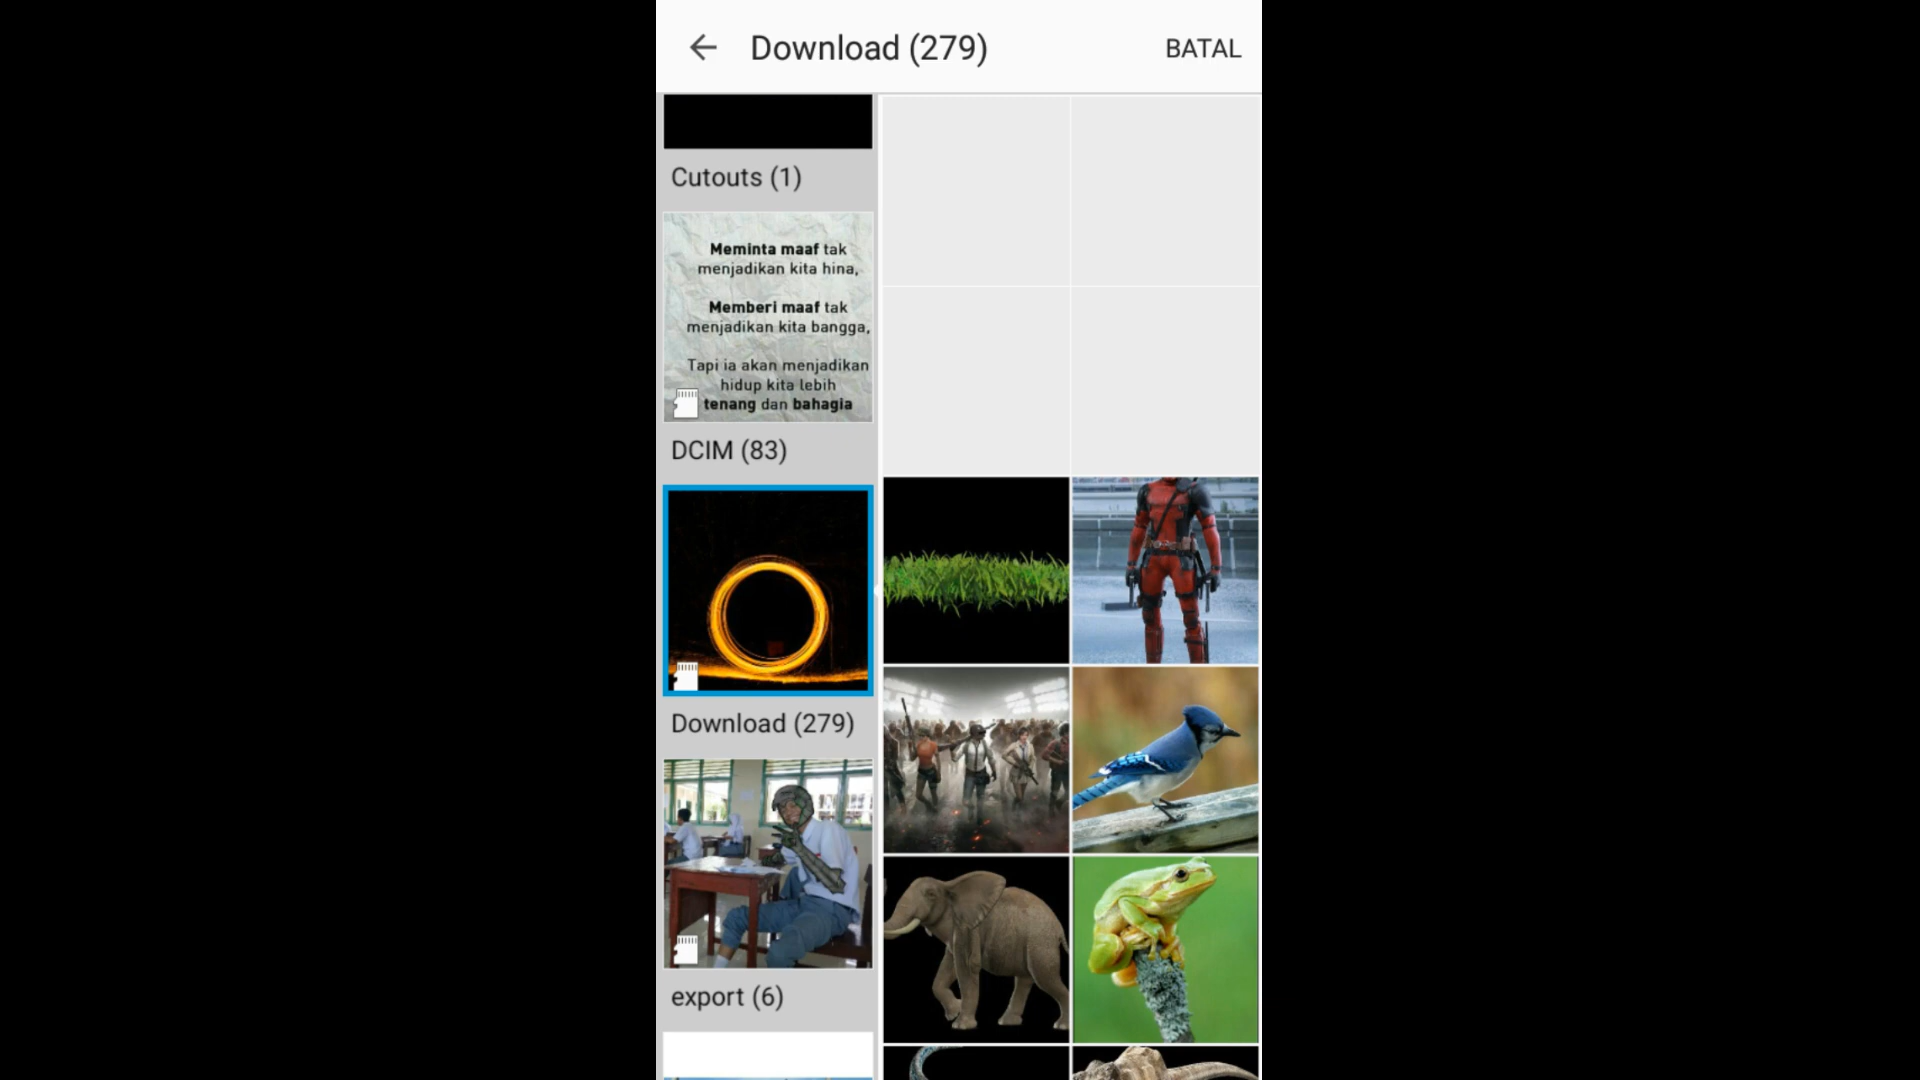 Download (279)
BATAL
Cutouts (1)
Meminta maaf tak
menjadikan kita hina,
Memberi maaf tak
menjadikan kita bangga,
Tapi ia akan menjadikan
hidup kita lebih
tenang dan bahagia
DCIM (83)
Download (279)
export (6)